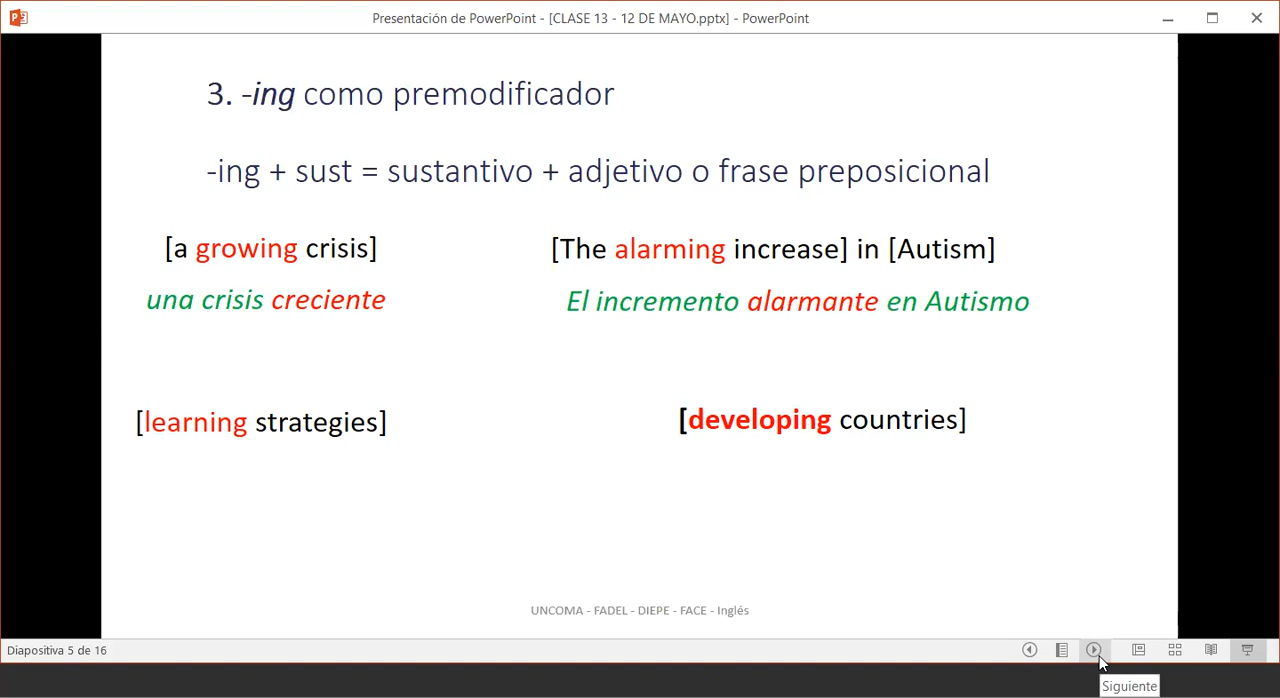 Presentación de PowerPoint - [CLASE 13 - 12 DE MAYO.pptx] - PowerPoint
3. -ing como premodificador
-ing + sust = sustantivo + adjetivo o frase preposicional
[a growing crisis]
una crisis creciente
[The alarming increase] in [Autism]
El incremento alarmante en Autismo
[learning strategies]
[developing countries]
UNCOMA - FADEL - DIEPE - FACE - Inglés
Diapositiva 5 de 16
Siguiente